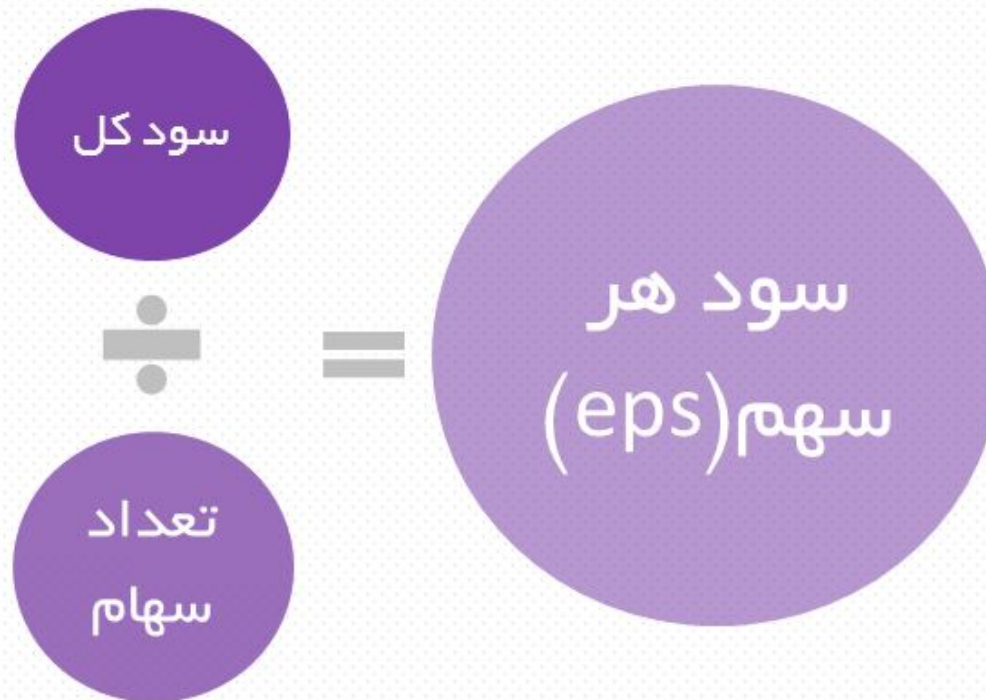 سود کل
÷
تعداد
سهام
=
سود هر
سهم(eps)